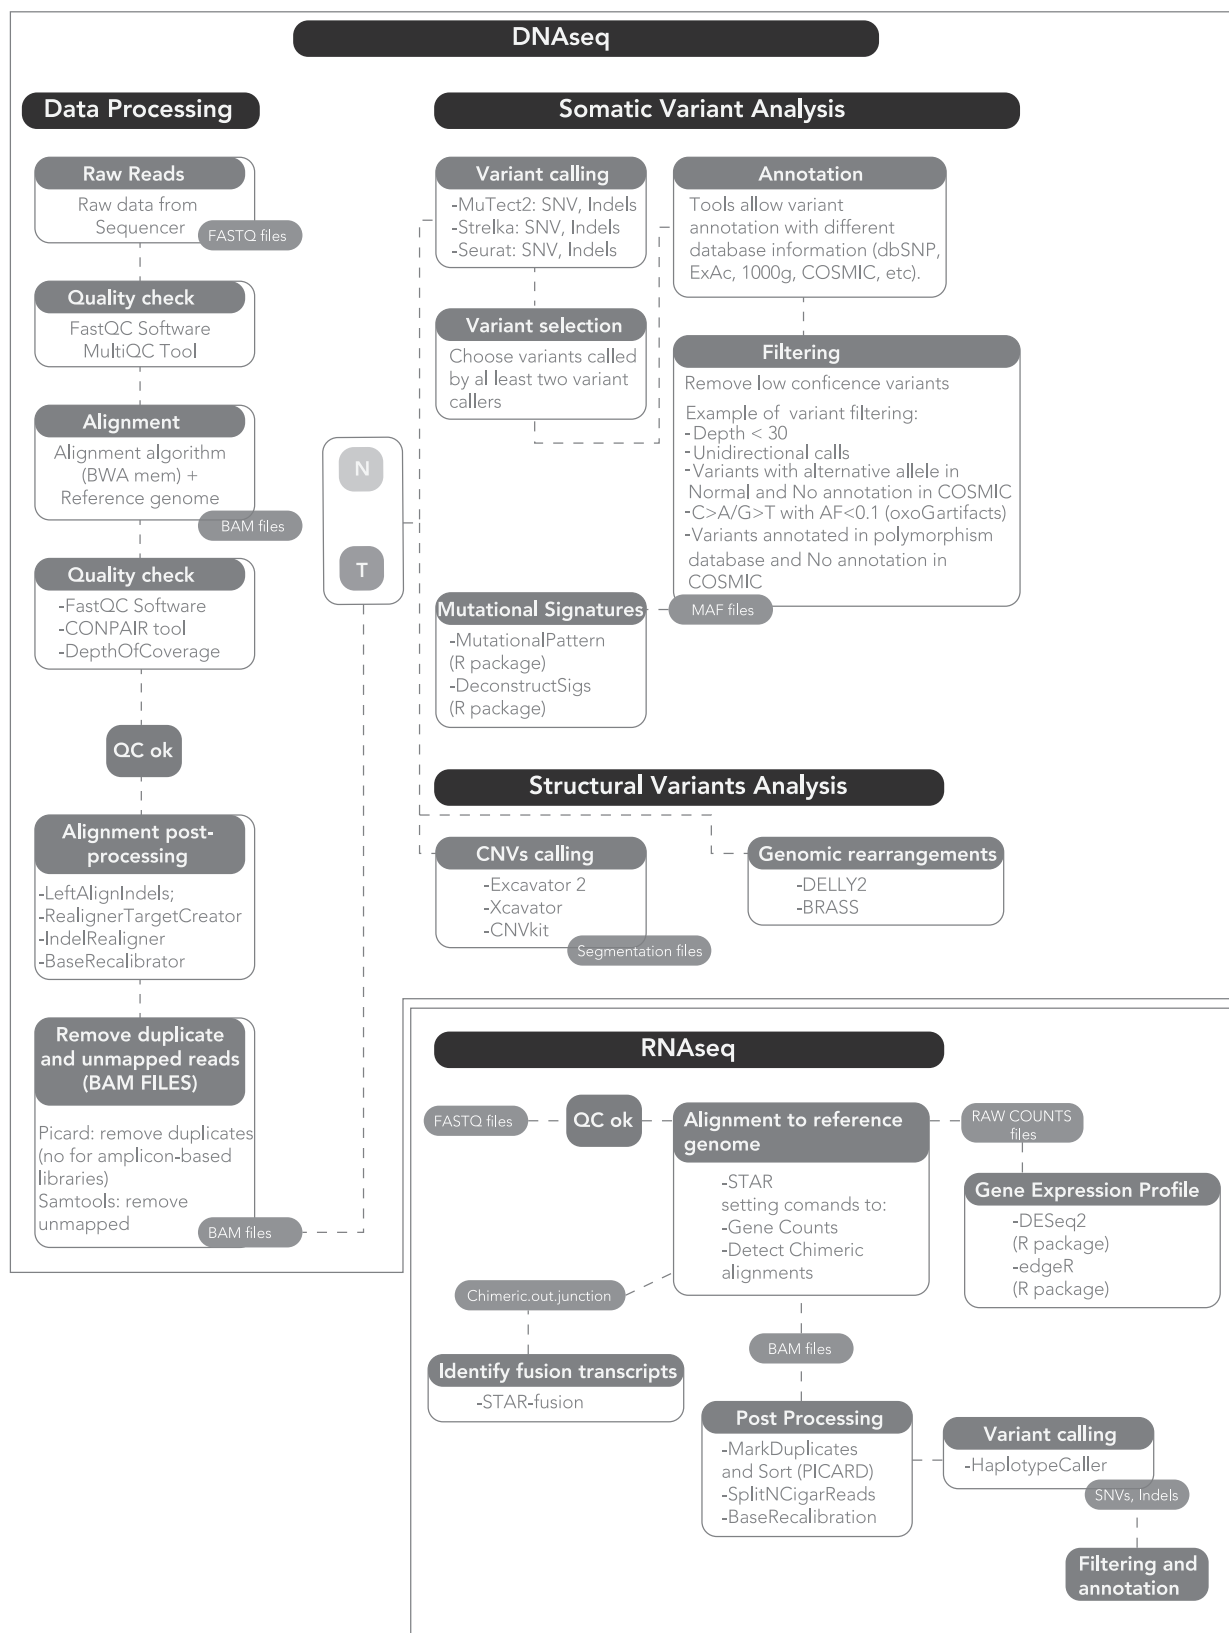 DNAseq
Data Processing
Raw Reads
Raw data from
Sequencer
FASTQ files
Quality check
FastQC Software
MultiQC Tool
Alignment
Alignment algorithm
(BWA mem) +
Reference genome
BAM files
Quality check
-FastQC Software
-CONPAIR tool
-DepthOfCoverage
QC ok
Alignment post-
processing
-LeftAlignIndels;
-RealignerTargetCreator
-IndelRealigner
-BaseRecalibrator
Remove duplicate
and unmapped reads
(BAM FILES)
Picard: remove duplicates
(no for amplicon-based
libraries)
Samtools: remove
unmapped
BAM files
N
T
Somatic Variant Analysis
Variant calling
-MuTect2: SNV, Indels
-Strelka: SNV, Indels
-Seurat: SNV, Indels
Variant selection
Choose variants called
by al least two variant
callers
Annotation
Tools allow variant
annotation with different
database information (dbSNP,
ExAc, 1000g, COSMIC, etc).
Filtering
Remove low conficence variants
Example of variant filtering:
-Depth < 30
-Unidirectional calls
-Variants with alternative allele in
Normal and No annotation in COSMIC
-C>A/G>T with AF<0.1 (oxoGartifacts)
-Variants annotated in polymorphism
database and No annotation in
COSMIC
MAF files
Mutational Signatures
-MutationalPattern
(R package)
-DeconstructSigs
(R package)
Structural Variants Analysis
CNVs calling
-Excavator 2
-Xcavator
-CNVkit
Segmentation files
Genomic rearrangements
-DELLY2
-BRASS
RNAseq
FASTQ files
QC ok
Alignment to reference
genome
-STAR
setting comands to:
-Gene Counts
-Detect Chimeric
alignments
RAW COUNTS
files
Gene Expression Profile
-DESeq2
(R package)
-edgeR
(R package)
Chimeric.out.junction
Identify fusion transcripts
-STAR-fusion
BAM files
Post Processing
-MarkDuplicates
and Sort (PICARD)
-SplitNCigarReads
-BaseRecalibration
Variant calling
-HaplotypeCaller
SNVs, Indels
Filtering and
annotation